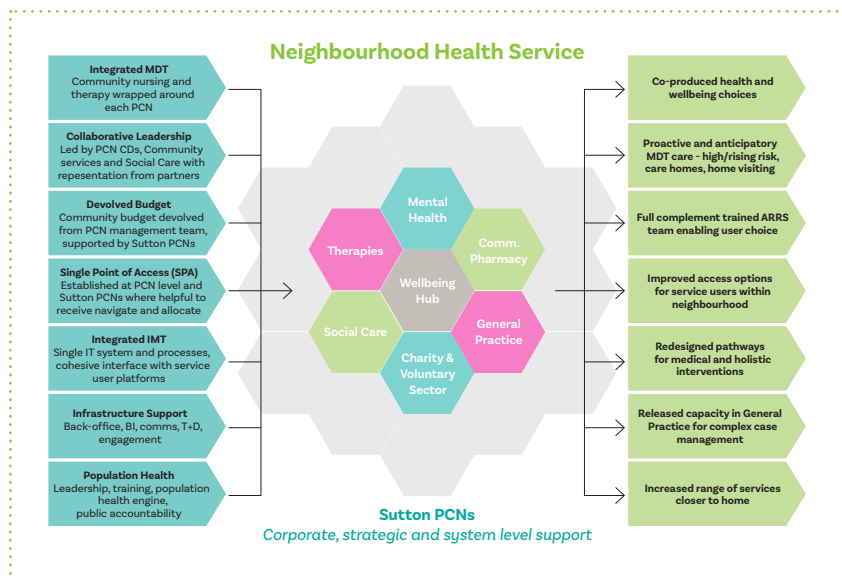 Neighbourhood Health Service
Integrated MDT
Community nursing and
therapy wrapped around
each PCN
Collaborative Leadership
Led by PCN CDs, Community
services and Social Care with
repesentation from partners
Devolved Budget
Community budget devolved
from PCN management team,
supported by Sutton PCNs
Single Point of Access (SPA)
Established at PCN level and
Sutton PCNs where helpful to
receive navigate and allocate
Integrated IMT
Single IT system and processes,
cohesive interface with service
user platforms
Infrastructure Support
Back-office, BI, comms, T+D,
engagement
Population Health
Leadership, training, population
health engine,
public accountability
Mental
Health
Therapies
Comm.
Pharmacy
Wellbeing
Hub
Social Care
General
Practice
Charity &
Voluntary
Sector
Co-produced health and
wellbeing choices
Proactive and anticipatory
MDT care - high/rising risk,
care homes, home visiting
Full complement trained ARRS
team enabling user choice
Improved access options
for service users within
neighbourhood
Redesigned pathways
for medical and holistic
interventions
Released capacity in General
Practice for complex case
management
Increased range of services
closer to home
Sutton PCNs
Corporate, strategic and system level support